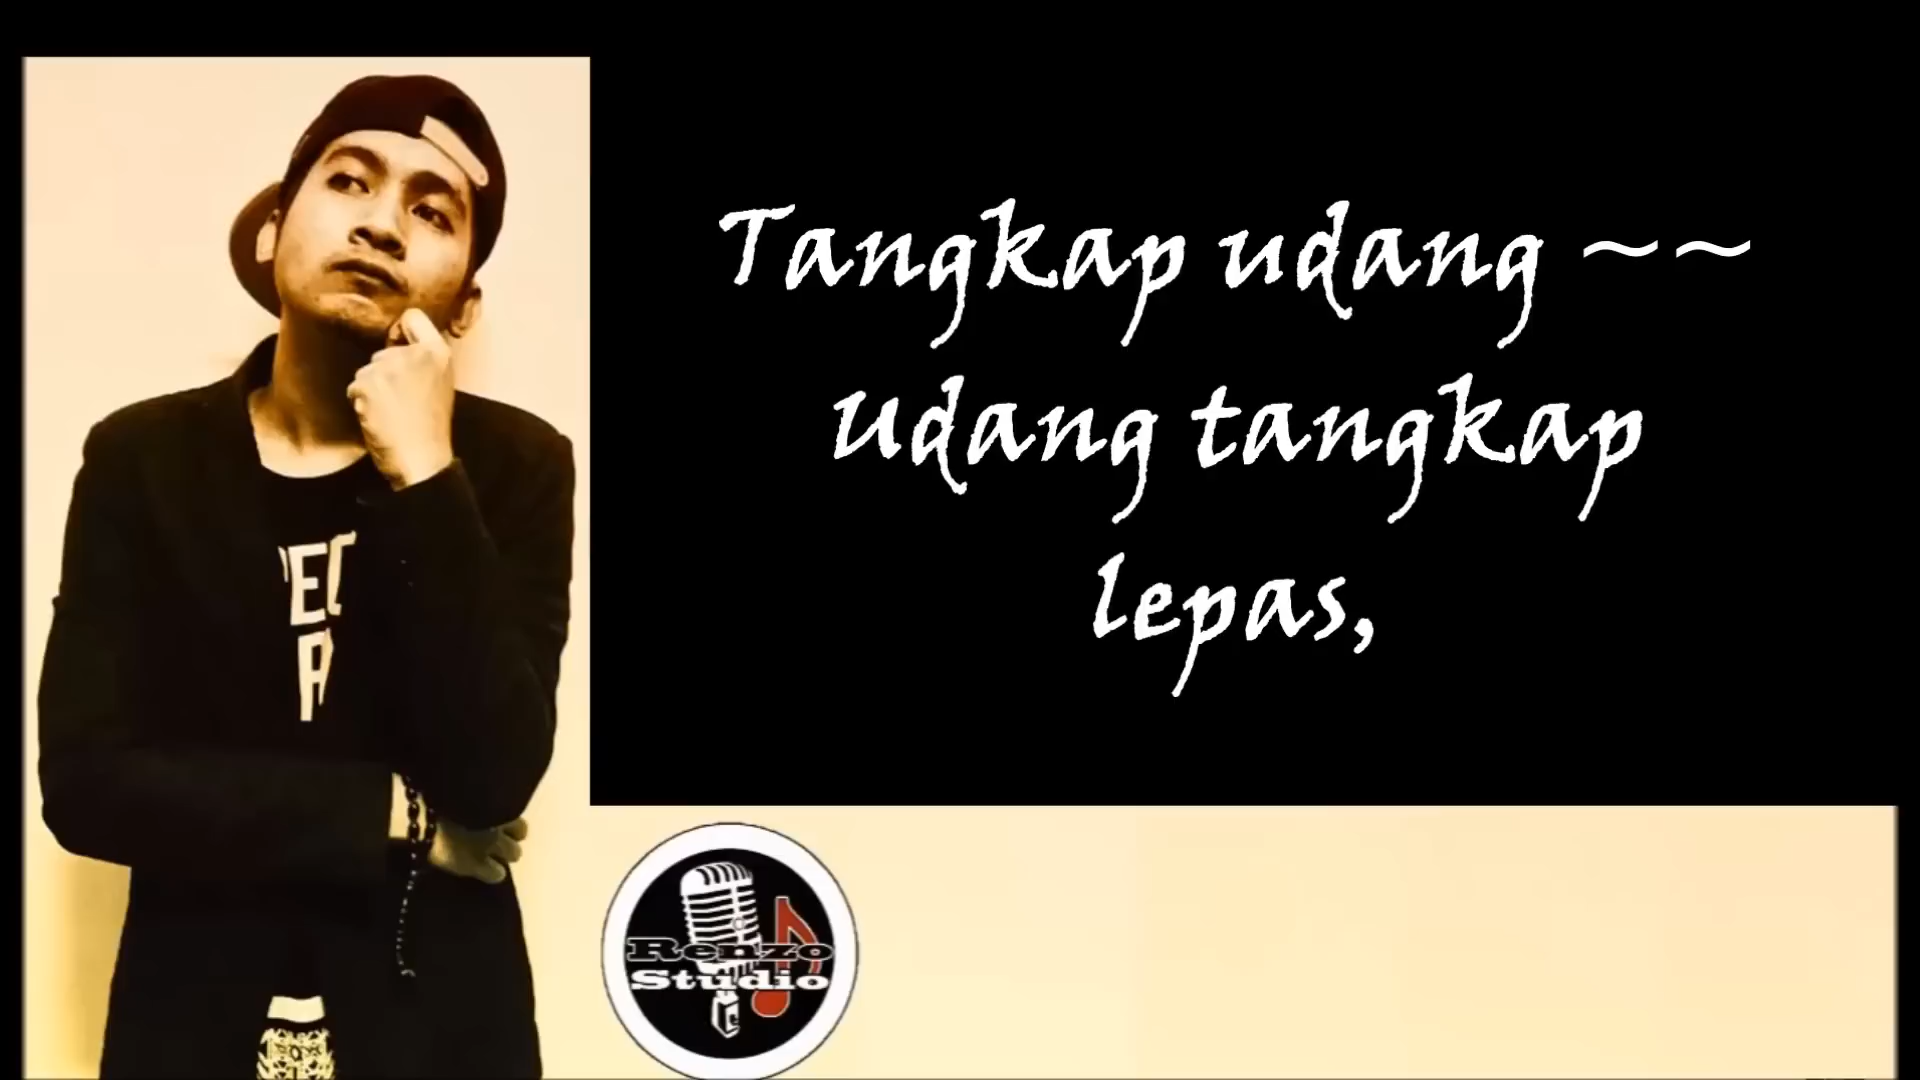 Tangkap udang ~~
Udang tangkap
lepas,
Renzo
Studio